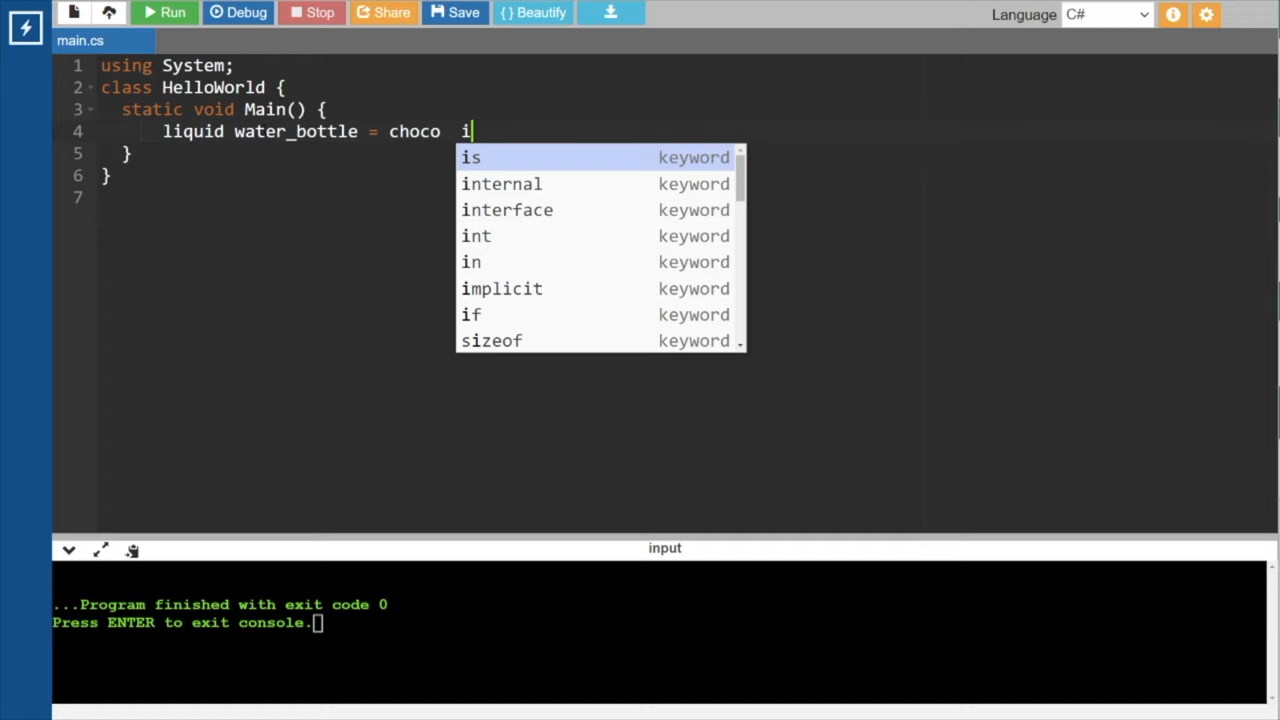 Run Debug Stop Share Save { } Beautify Language C#
main.cs
1 using System;
2 class HelloWorld {
3 static void Main() {
4 liquid water_bottle = choco  i
5 }
6 }
7
is keyword
internal keyword
interface keyword
int keyword
in keyword
implicit keyword
if keyword
sizeof keyword
input
...Program finished with exit code 0
Press ENTER to exit console.